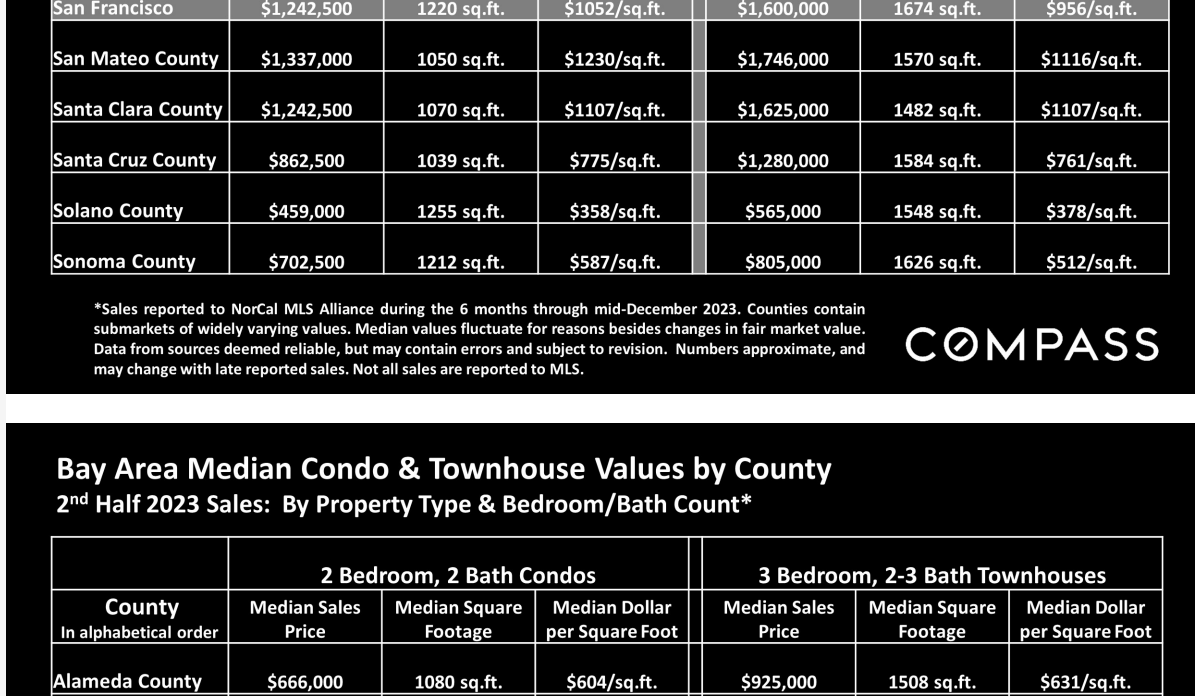 San Francisco $1,242,500 1220 sq.ft. $1052/sq.ft. $1,600,000 1674 sq.ft. $956/sq.ft.
San Mateo County $1,337,000 1050 sq.ft. $1230/sq.ft. $1,746,000 1570 sq.ft. $1116/sq.ft.
Santa Clara County $1,242,500 1070 sq.ft. $1107/sq.ft. $1,625,000 1482 sq.ft. $1107/sq.ft.
Santa Cruz County $862,500 1039 sq.ft. $775/sq.ft. $1,280,000 1584 sq.ft. $761/sq.ft.
Solano County $459,000 1255 sq.ft. $358/sq.ft. $565,000 1548 sq.ft. $378/sq.ft.
Sonoma County $702,500 1212 sq.ft. $587/sq.ft. $805,000 1626 sq.ft. $512/sq.ft.
*Sales reported to NorCal MLS Alliance during the 6 months through mid-December 2023. Counties contain
submarkets of widely varying values. Median values fluctuate for reasons besides changes in fair market value.
Data from sources deemed reliable, but may contain errors and subject to revision. Numbers approximate, and
may change with late reported sales. Not all sales are reported to MLS.
COMPASS
Bay Area Median Condo & Townhouse Values by County
2nd Half 2023 Sales: By Property Type & Bedroom/Bath Count*
2 Bedroom, 2 Bath Condos 3 Bedroom, 2-3 Bath Townhouses
County Median Sales Median Square Median Dollar Median Sales Median Square Median Dollar
In alphabetical order Price Footage per Square Foot Price Footage per Square Foot
Alameda County $666,000 1080 sq.ft. $604/sq.ft. $925,000 1508 sq.ft. $631/sq.ft.